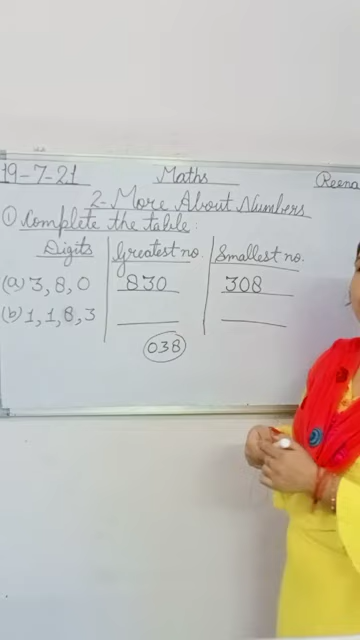 19-7-21 Maths Reena
2- More About Numbers
① Complete the table:
Digits Greatest no. Smallest no.
(a) 3, 8, 0 830 308
(b) 1, 1, 8, 3
038